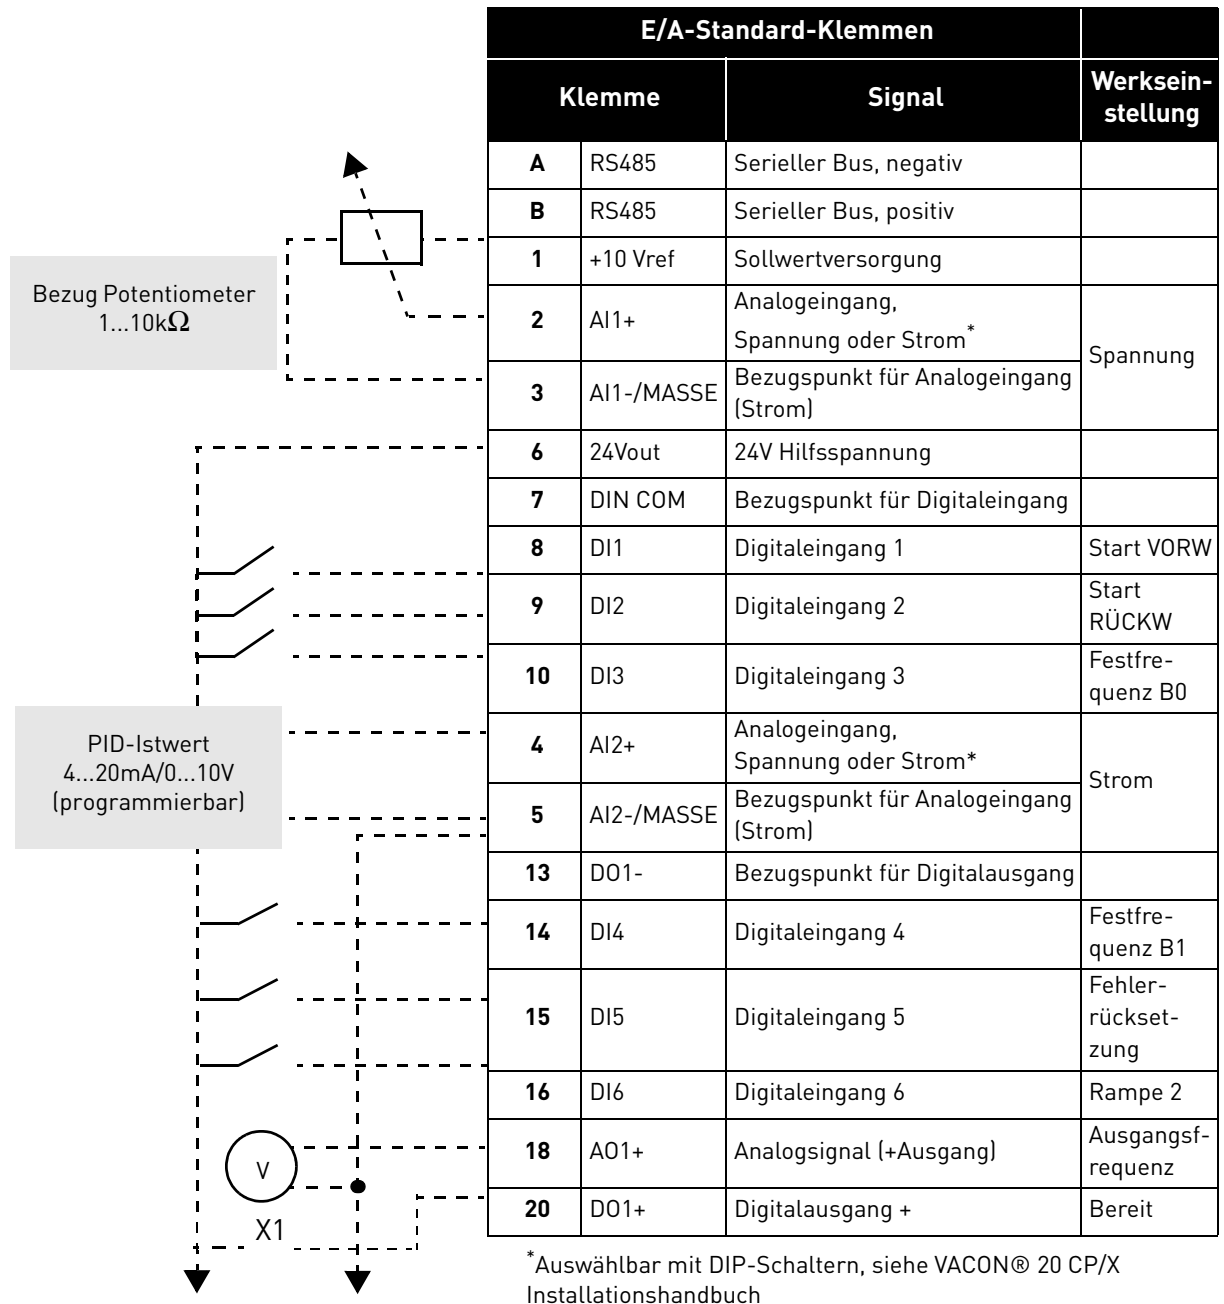 E/A-Standard-Klemmen
Klemme Signal Werksein-
stellung
A RS485 Serieller Bus, negativ
B RS485 Serieller Bus, positiv
1 +10 Vref Sollwertversorgung
Bezug Potentiometer
1...10kΩ
2 AI1+ Analogeingang,
Spannung oder Strom*
Spannung
3 AI1-/MASSE Bezugspunkt für Analogeingang
(Strom)
6 24Vout 24V Hilfsspannung
7 DIN COM Bezugspunkt für Digitaleingang
8 DI1 Digitaleingang 1 Start VORW
9 DI2 Digitaleingang 2 Start
RÜCKW
10 DI3 Digitaleingang 3 Festfre-
quenz B0
PID-Istwert
4...20mA/0...10V
(programmierbar)
4 AI2+ Analogeingang,
Spannung oder Strom*
Strom
5 AI2-/MASSE Bezugspunkt für Analogeingang
(Strom)
13 DO1- Bezugspunkt für Digitalausgang
14 DI4 Digitaleingang 4 Festfre-
quenz B1
15 DI5 Digitaleingang 5 Fehler-
rückset-
zung
16 DI6 Digitaleingang 6 Rampe 2
V
18 AO1+ Analogsignal (+Ausgang) Ausgangsf-
requenz
X1
20 DO1+ Digitalausgang + Bereit
*Auswählbar mit DIP-Schaltern, siehe VACON® 20 CP/X
Installationshandbuch